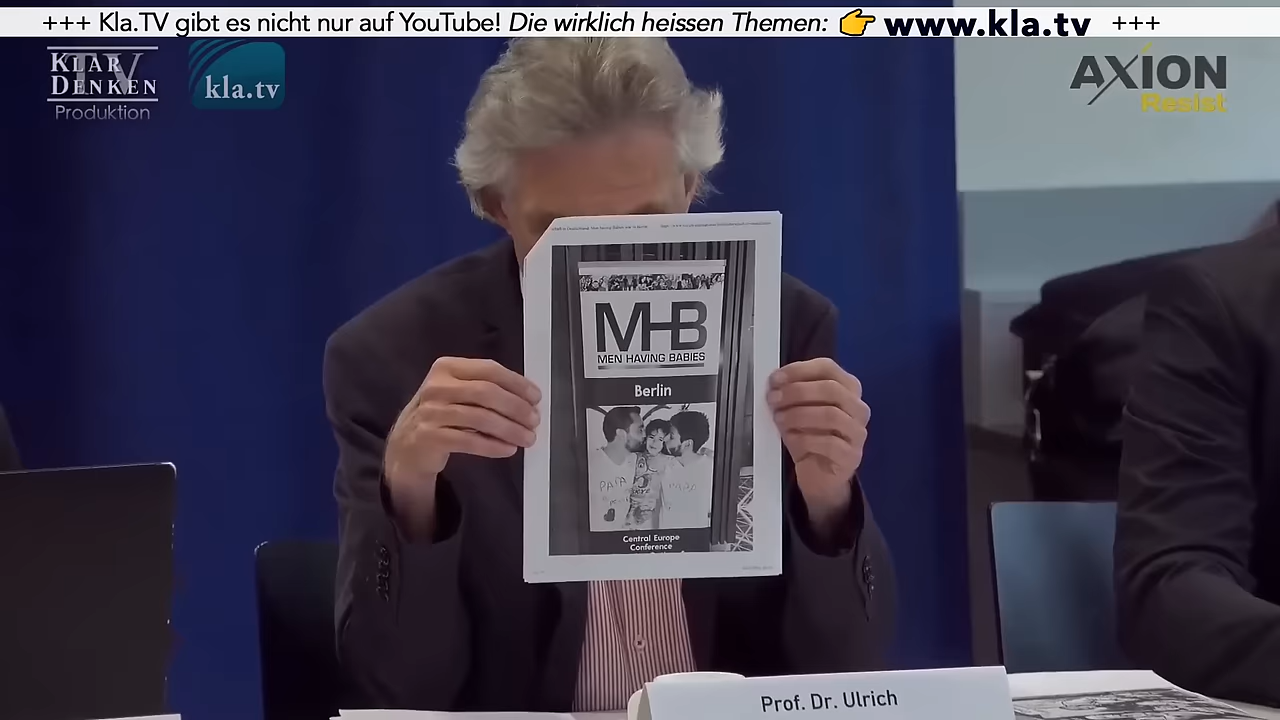 +++ Kla.TV gibt es nicht nur auf YouTube! Die wirklich heissen Themen: 👉 www.kla.tv +++
KLAR TV
DENKEN
Produktion
kla.tv
AXION
Resist
MHB
MEN HAVING BABIES
Berlin
PAPA
PAPA
Central Europe
Conference
Prof. Dr. Ulrich